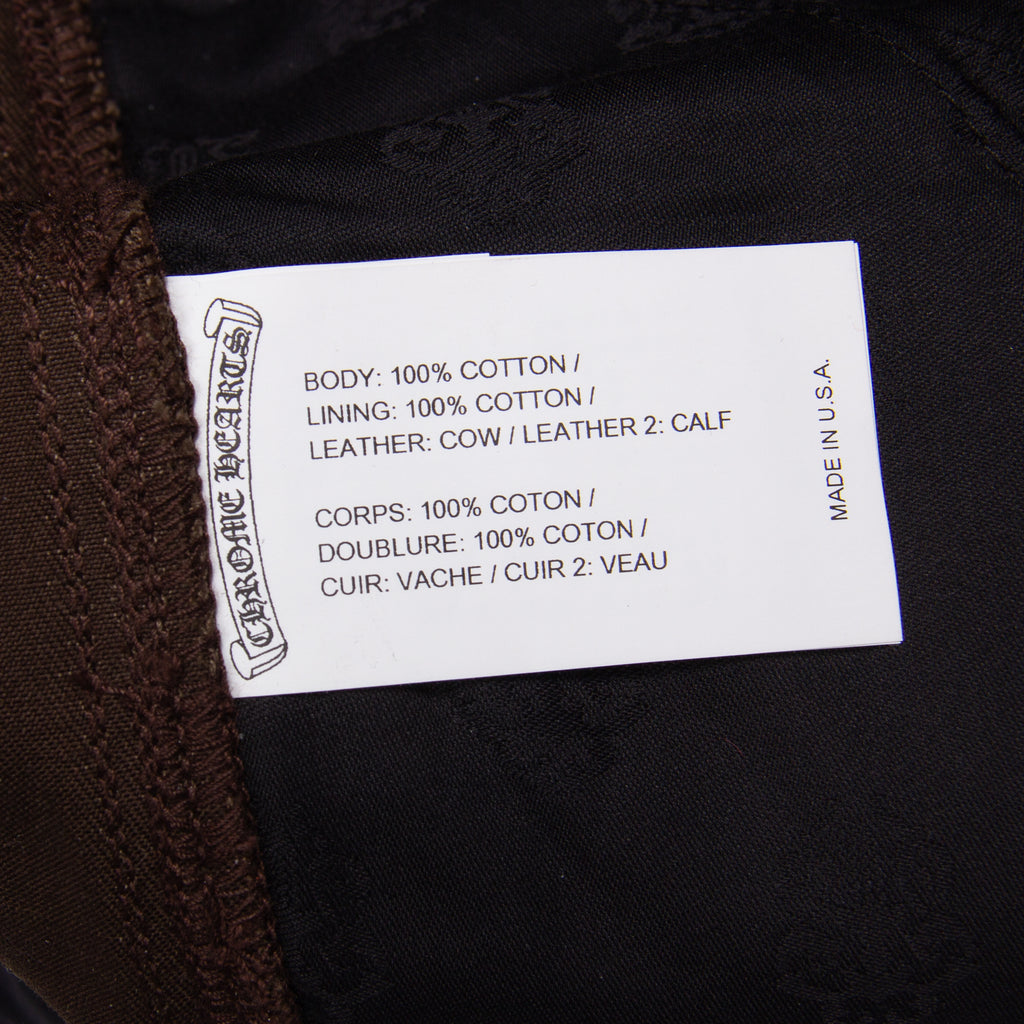 CHROME HEARTS
BODY: 100% COTTON /
LINING: 100% COTTON /
LEATHER: COW / LEATHER 2: CALF
CORPS: 100% COTON /
DOUBLURE: 100% COTON /
CUIR: VACHE / CUIR 2: VEAU
MADE IN U.S.A.